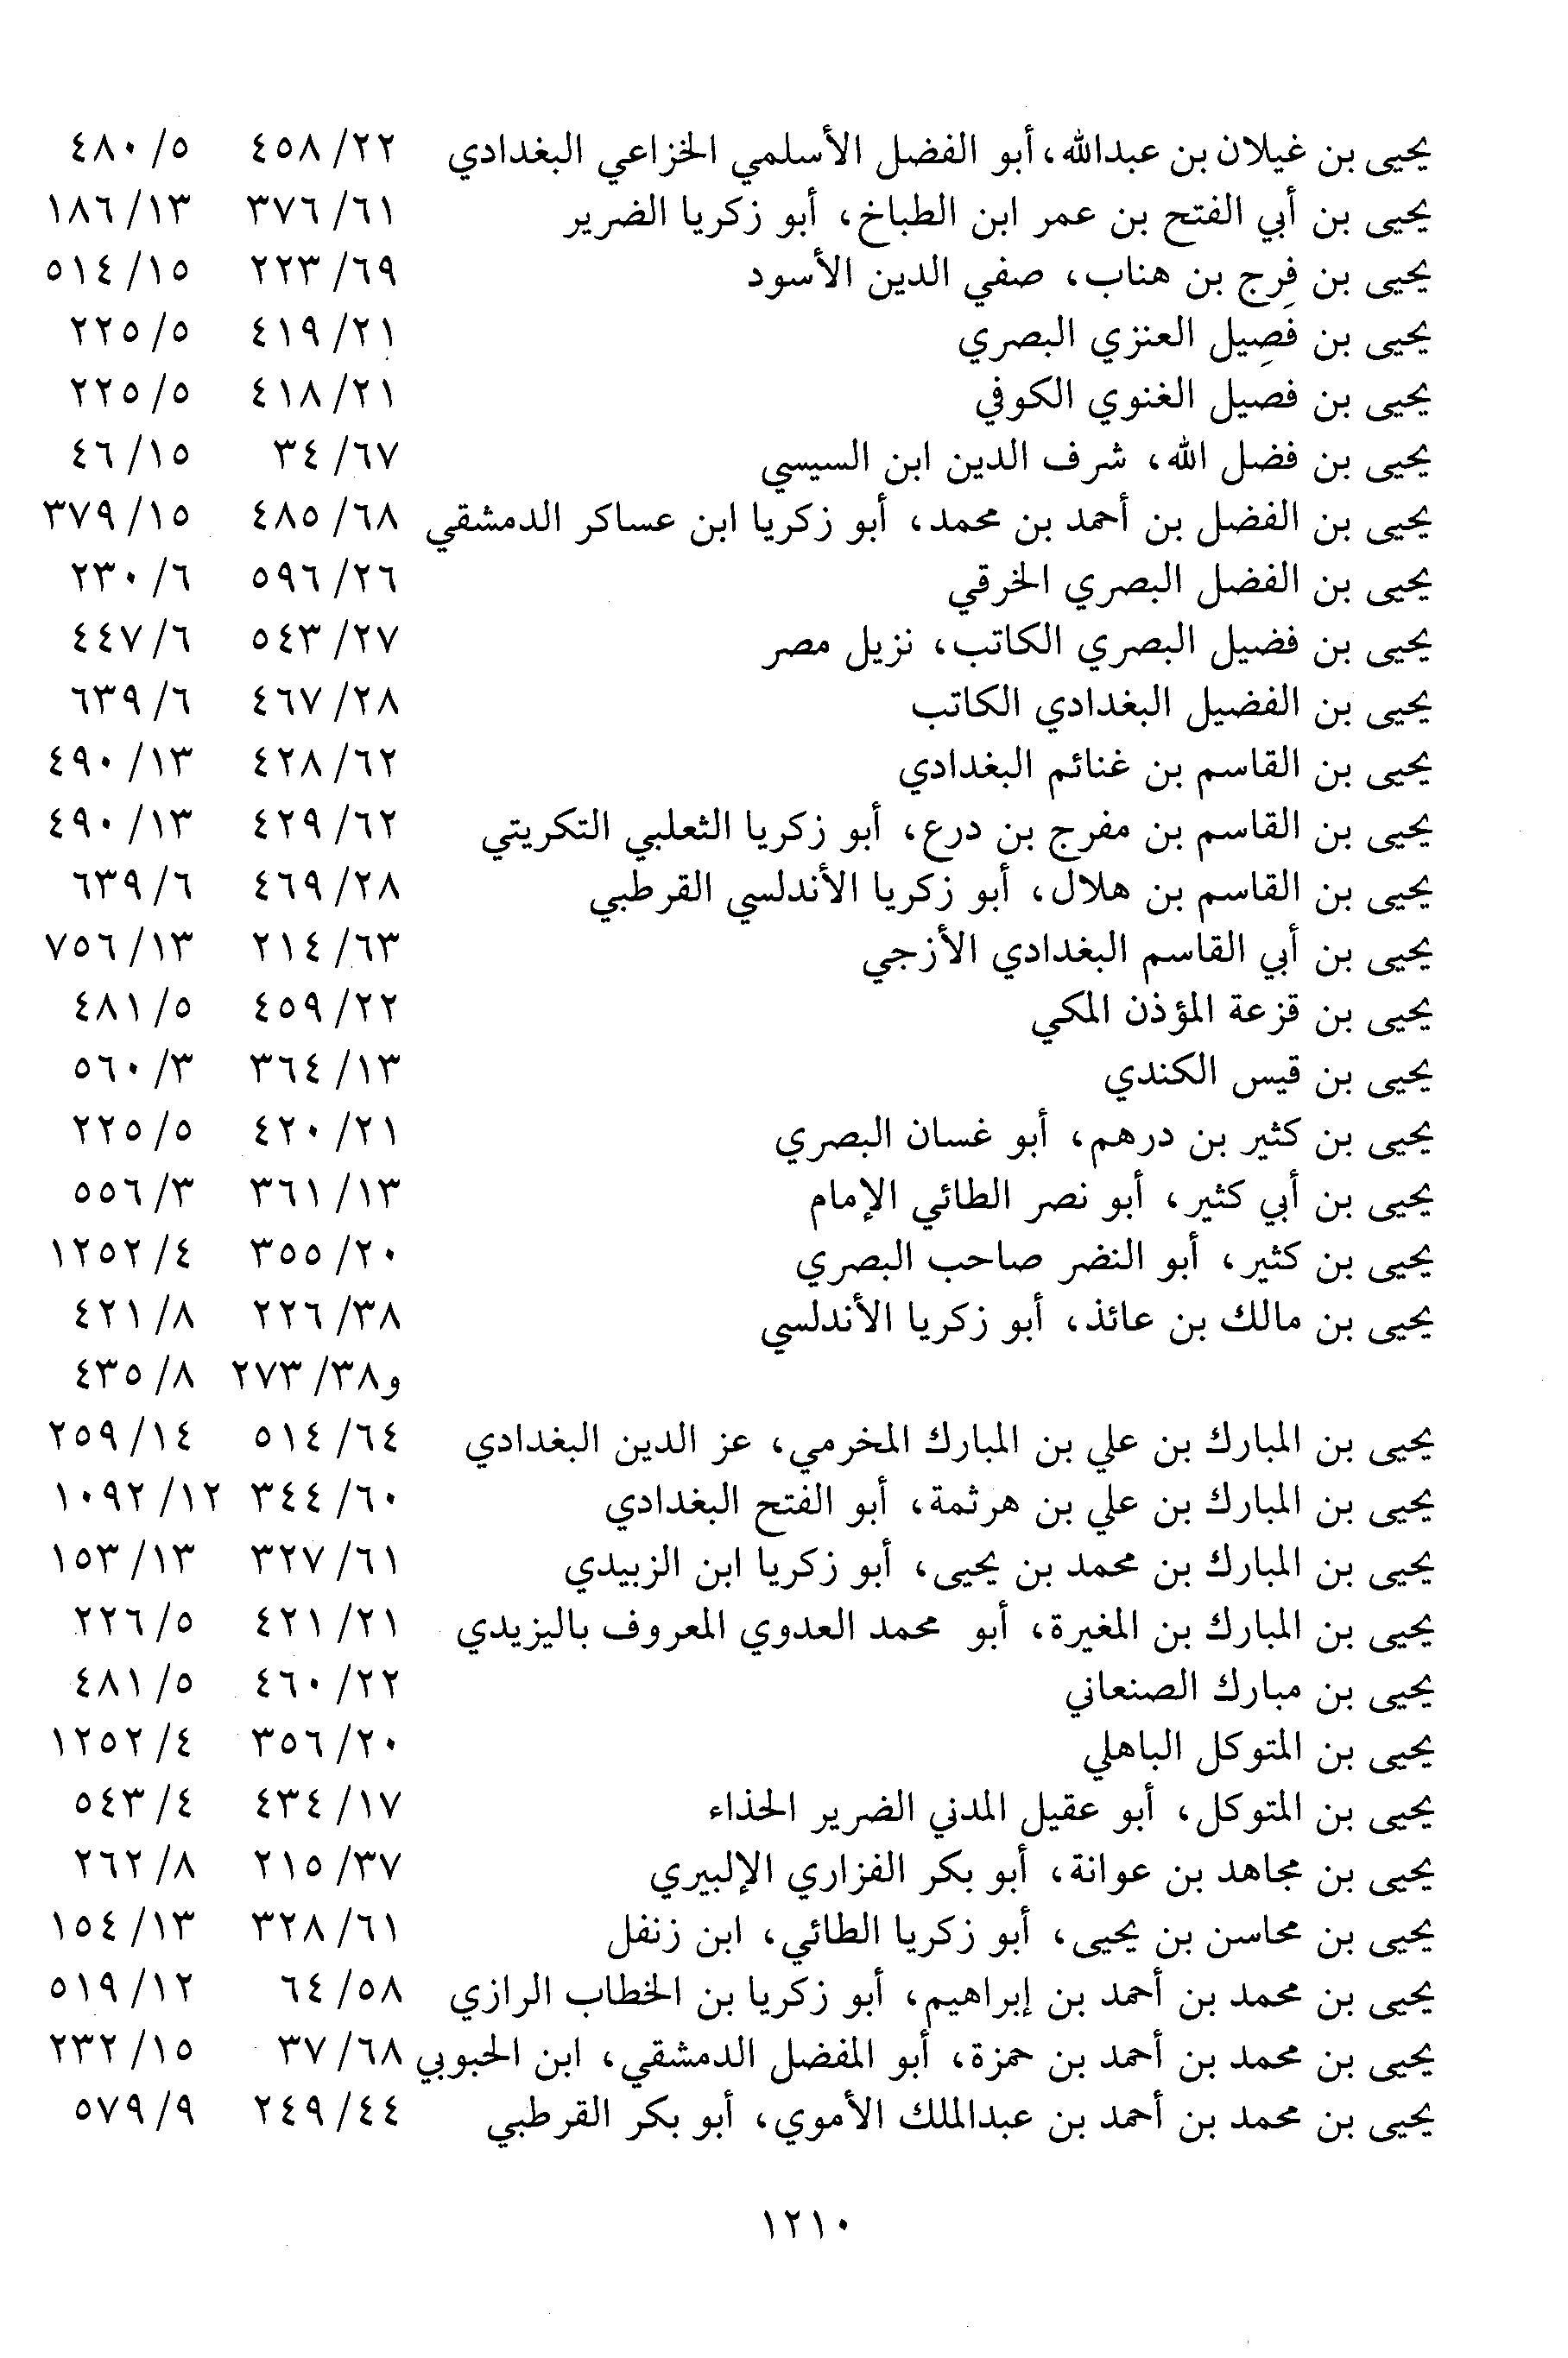 يحيى بن غيلان بن عبدالله، أبو الفضل الأسلمي الخزاعي البغدادي ٢٢/ ٤٥٨ ٥/ ٤٨٠
يحيى بن أبي الفتح بن عمر ابن الطباخ، أبو زكريا الضرير ٦١/ ٣٧٦ ١٣/ ١٨٦
يحيى بن فرج بن هناب، صفي الدين الأسود ٦٩/ ٢٢٣ ١٥/ ٥١٤
يحيى بن فَصِيل العنزي البصري ٢١/ ٤١٩ ٥/ ٢٢٥
يحيى بن فصيل الغنوي الكوفي ٢١/ ٤١٨ ٥/ ٢٢٥
يحيى بن فضل الله، شرف الدين ابن السيسي ٦٧/ ٣٤ ١٥/ ٤٦
يحيى بن الفضل بن أحمد بن محمد، أبو زكريا ابن عساكر الدمشقي ٦٨/ ٤٨٥ ١٥/ ٣٧٩
يحيى بن الفضل البصري الخرقي ٢٦/ ٥٩٦ ٦/ ٢٣٠
يحيى بن فضيل البصري الكاتب، نزيل مصر ٢٧/ ٥٤٣ ٦/ ٤٤٧
يحيى بن الفضيل البغدادي الكاتب ٢٨/ ٤٦٧ ٦/ ٦٣٩
يحيى بن القاسم بن غنائم البغدادي ٦٢/ ٤٢٨ ١٣/ ٤٩٠
يحيى بن القاسم بن مفرج بن درع، أبو زكريا الثعلبي التكريتي ٦٢/ ٤٢٩ ١٣/ ٤٩٠
يحيى بن القاسم بن هلال، أبو زكريا الأندلسي القرطبي ٢٨/ ٤٦٩ ٦/ ٦٣٩
يحيى بن أبي القاسم البغدادي الأزجي ٦٣/ ٢١٤ ١٣/ ٧٥٦
يحيى بن قزعة المؤذن المكي ٢٢/ ٤٥٩ ٥/ ٤٨١
يحيى بن قيس الكندي ١٣/ ٣٦٤ ٣/ ٥٦٠
يحيى بن كثير بن درهم، أبو غسان البصري ٢١/ ٤٢٠ ٥/ ٢٢٥
يحيى بن أبي كثير، أبو نصر الطائي الإمام ١٣/ ٣٦١ ٣/ ٥٥٦
يحيى بن كثير، أبو النضر صاحب البصري ٢٠/ ٣٥٥ ٤/ ١٢٥٢
يحيى بن مالك بن عائذ، أبو زكريا الأندلسي ٣٨/ ٢٢٦ ٨/ ٤٢١
و٣٨/ ٢٧٣ ٨/ ٤٣٥
يحيى بن المبارك بن علي بن المبارك المخرمي، عز الدين البغدادي ٦٤/ ٥١٤ ١٤/ ٢٥٩
يحيى بن المبارك بن علي بن هرثمة، أبو الفتح البغدادي ٦٠/ ٣٤٤ ١٢/ ١٠٩٢
يحيى بن المبارك بن محمد بن يحيى، أبو زكريا ابن الزبيدي ٦١/ ٣٢٧ ١٣/ ١٥٣
يحيى بن المبارك بن المغيرة، أبو محمد العدوي المعروف باليزيدي ٢١/ ٤٢١ ٥/ ٢٢٦
يحيى بن مبارك الصنعاني ٢٢/ ٤٦٠ ٥/ ٤٨١
يحيى بن المتوكل الباهلي ٢٠/ ٣٥٦ ٤/ ١٢٥٢
يحيى بن المتوكل، أبو عقيل المدني الضرير الحذاء ١٧/ ٤٣٤ ٤/ ٥٤٣
يحيى بن مجاهد بن عوانة، أبو بكر الفزاري الإلبيري ٣٧/ ٢١٥ ٨/ ٢٦٢
يحيى بن محاسن بن يحيى، أبو زكريا الطائي، ابن زنفل ٦١/ ٣٢٨ ١٣/ ١٥٤
يحيى بن محمد بن أحمد بن إبراهيم، أبو زكريا بن الخطاب الرازي ٥٨/ ٦٤ ١٢/ ٥١٩
يحيى بن محمد بن أحمد بن حمزة، أبو المفضل الدمشقي، ابن الحبوبي ٦٨/ ٣٧ ١٥/ ٢٣٢
يحيى بن محمد بن أحمد بن عبدالملك الأموي، أبو بكر القرطبي ٤٤/ ٢٤٩ ٩/ ٥٧٩
١٢١٠